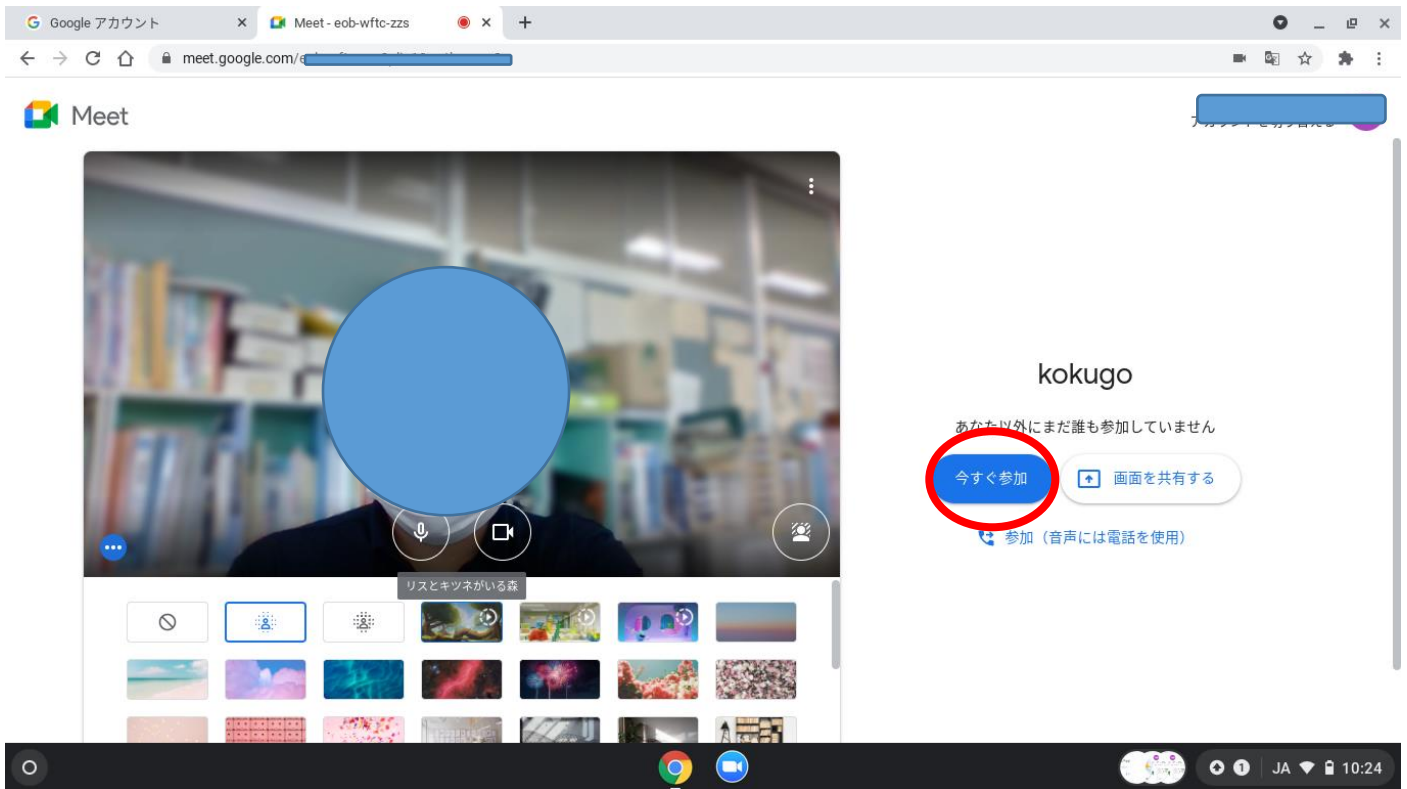 Google アカウント
Meet - eob-wftc-zzs
meet.google.com/
Meet
kokugo
あなた以外にまだ誰も参加していません
今すぐ参加
画面を共有する
参加（音声には電話を使用）
リスとキツネがいる森
1
JA
10:24